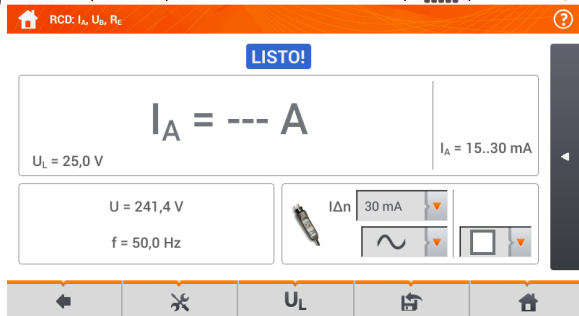 RCD: IA, UB, RE
?
LISTO!
IA = --- A
UL = 25,0 V
IA = 15..30 mA
U = 241,4 V
f = 50,0 Hz
IΔn 30 mA
UL